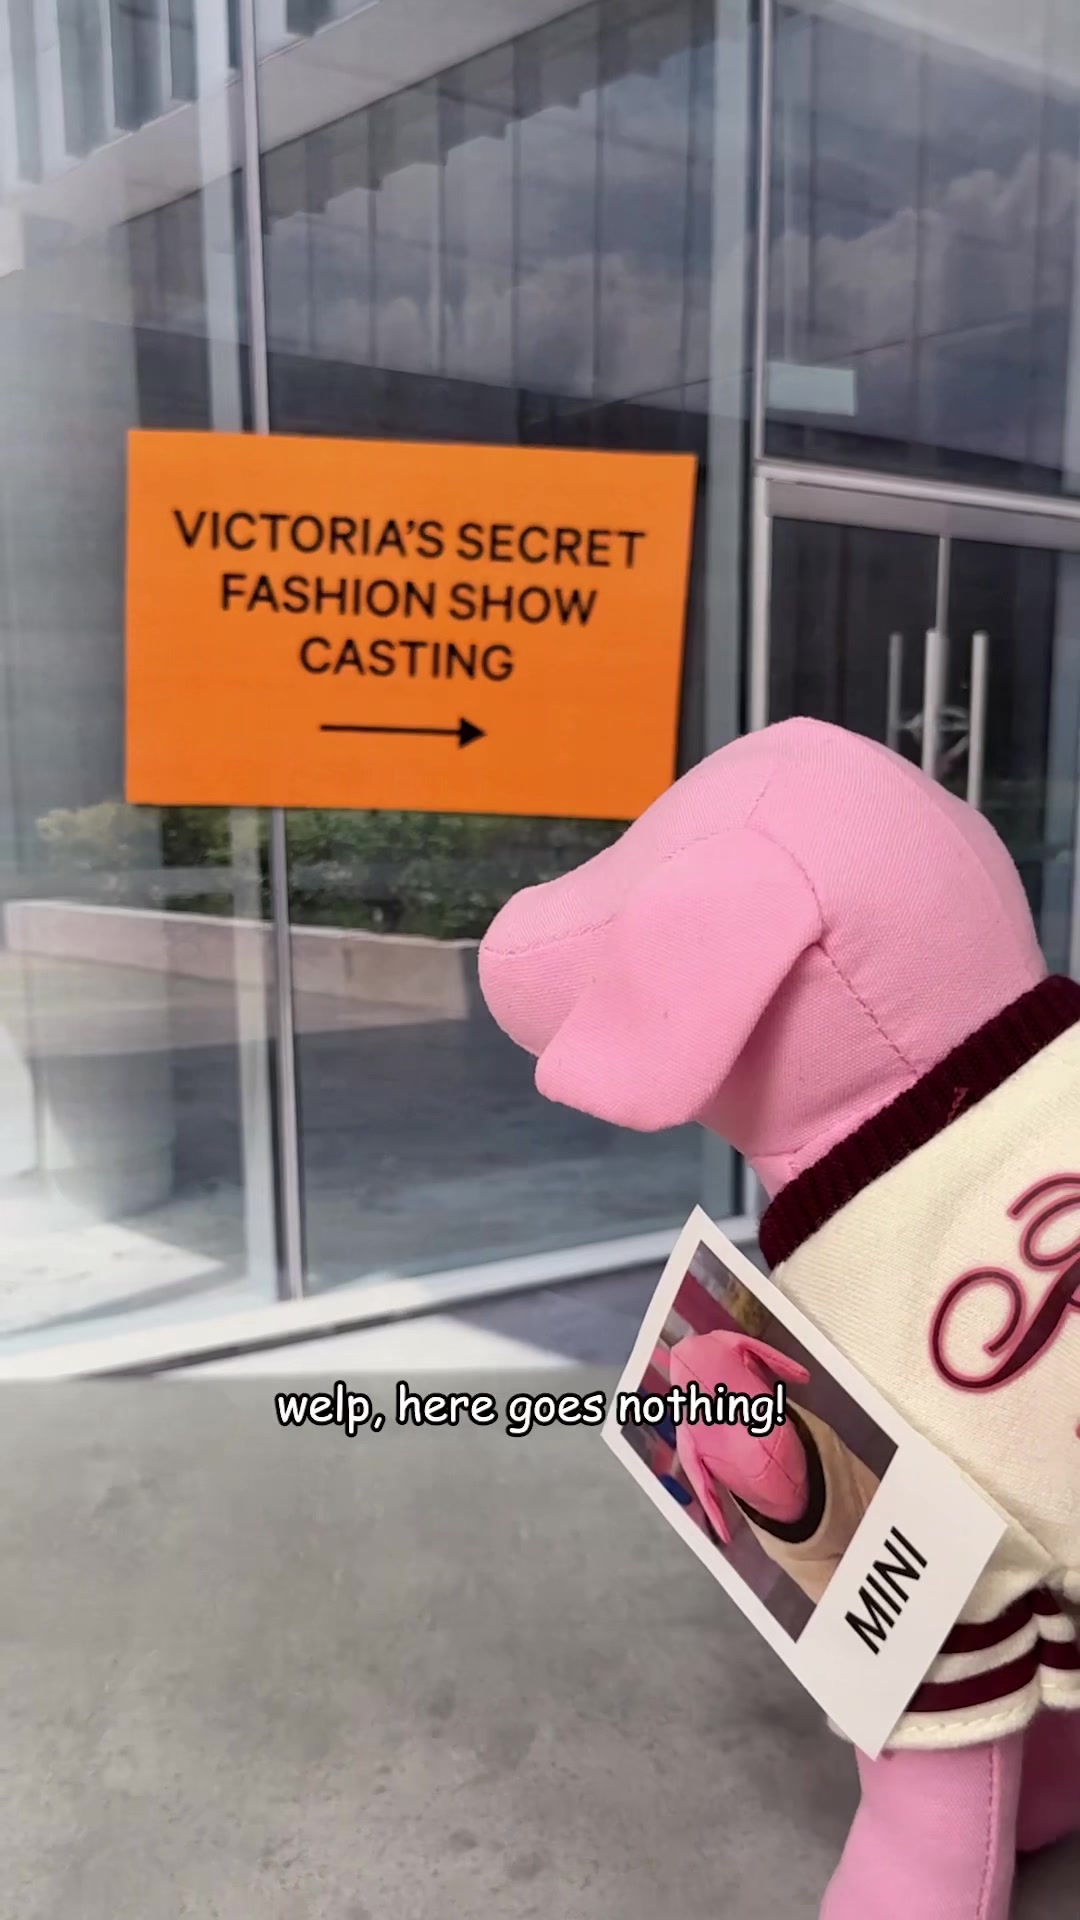 VICTORIA'S SECRET
FASHION SHOW
CASTING
welp, here goes nothing!
MINI